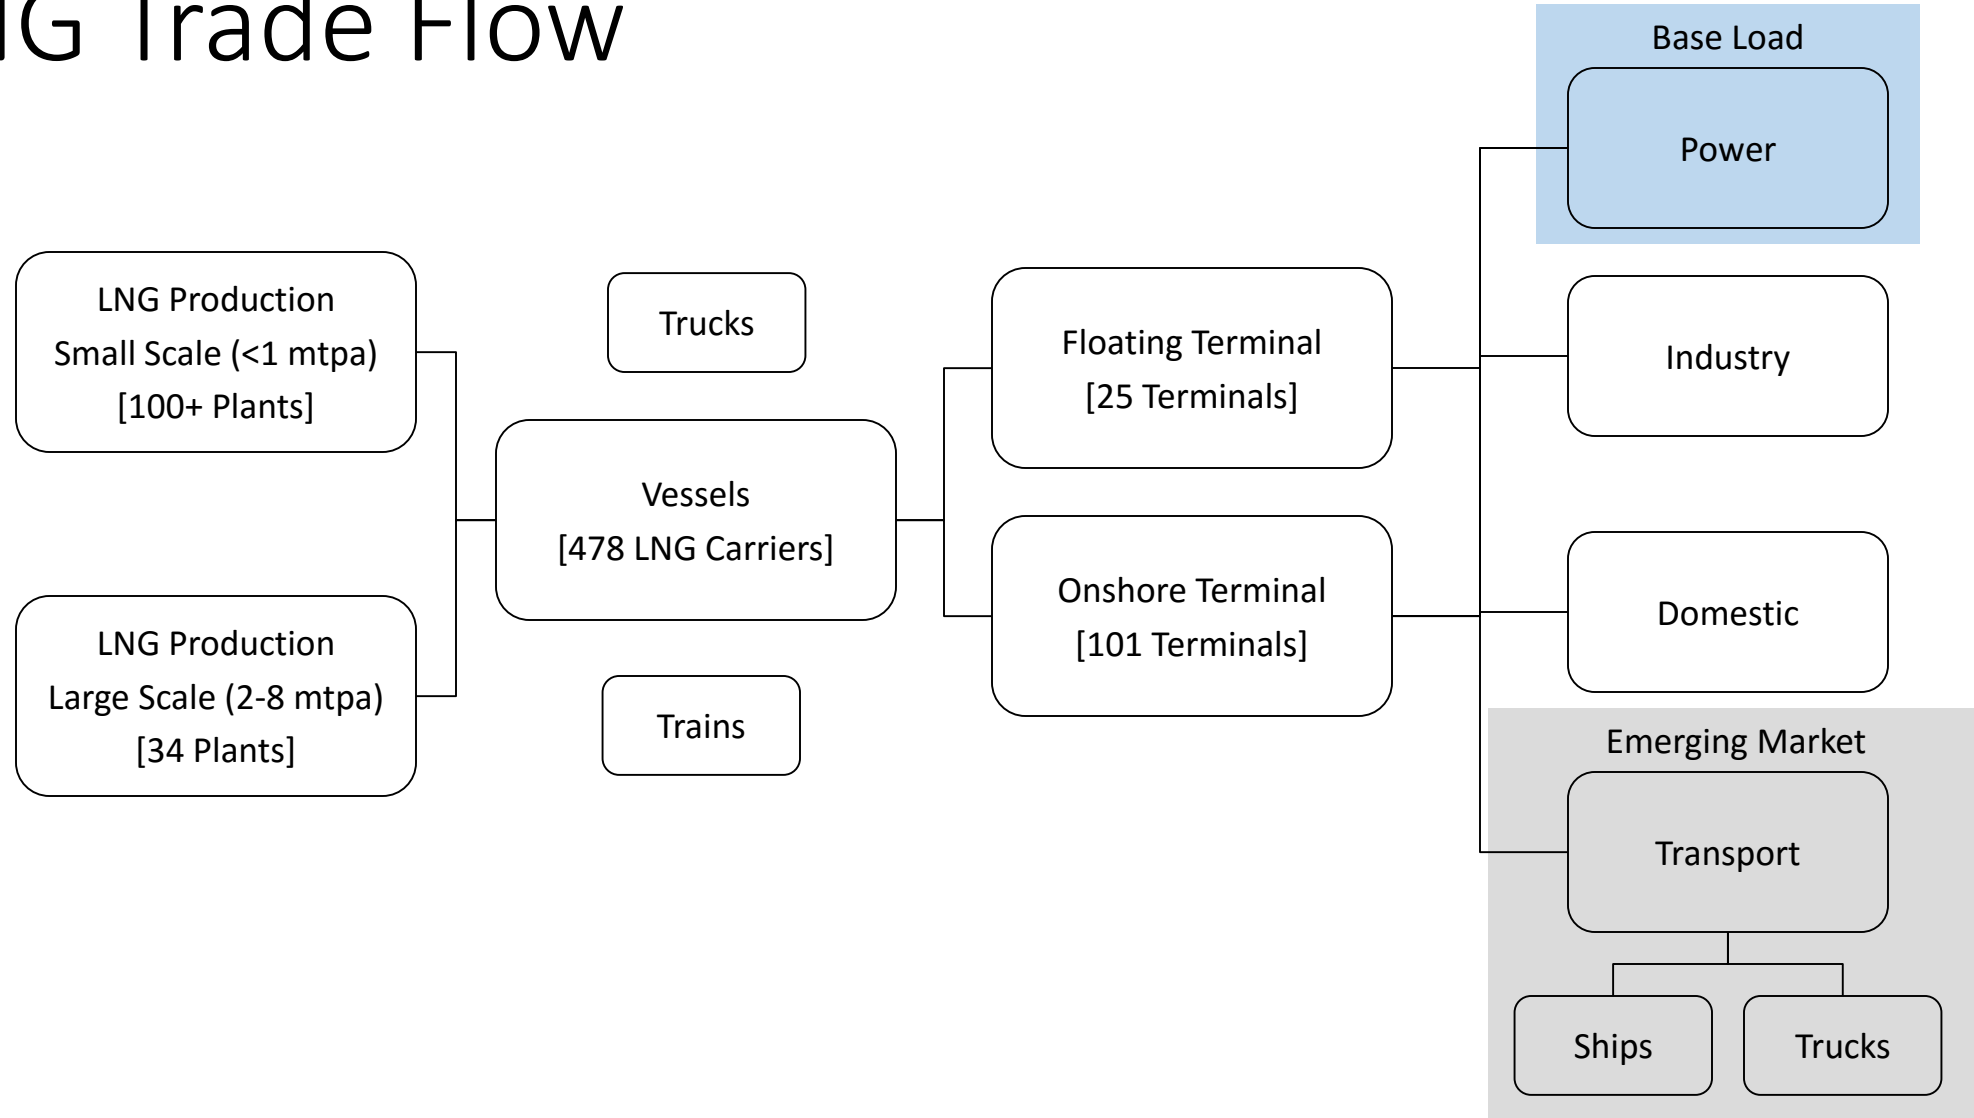 NG Trade Flow
Base Load
Power
LNG Production
Small Scale (<1 mtpa)
[100+ Plants]
Trucks
Floating Terminal
[25 Terminals]
Industry
Vessels
[478 LNG Carriers]
LNG Production
Large Scale (2-8 mtpa)
[34 Plants]
Trains
Onshore Terminal
[101 Terminals]
Domestic
Emerging Market
Transport
Ships
Trucks